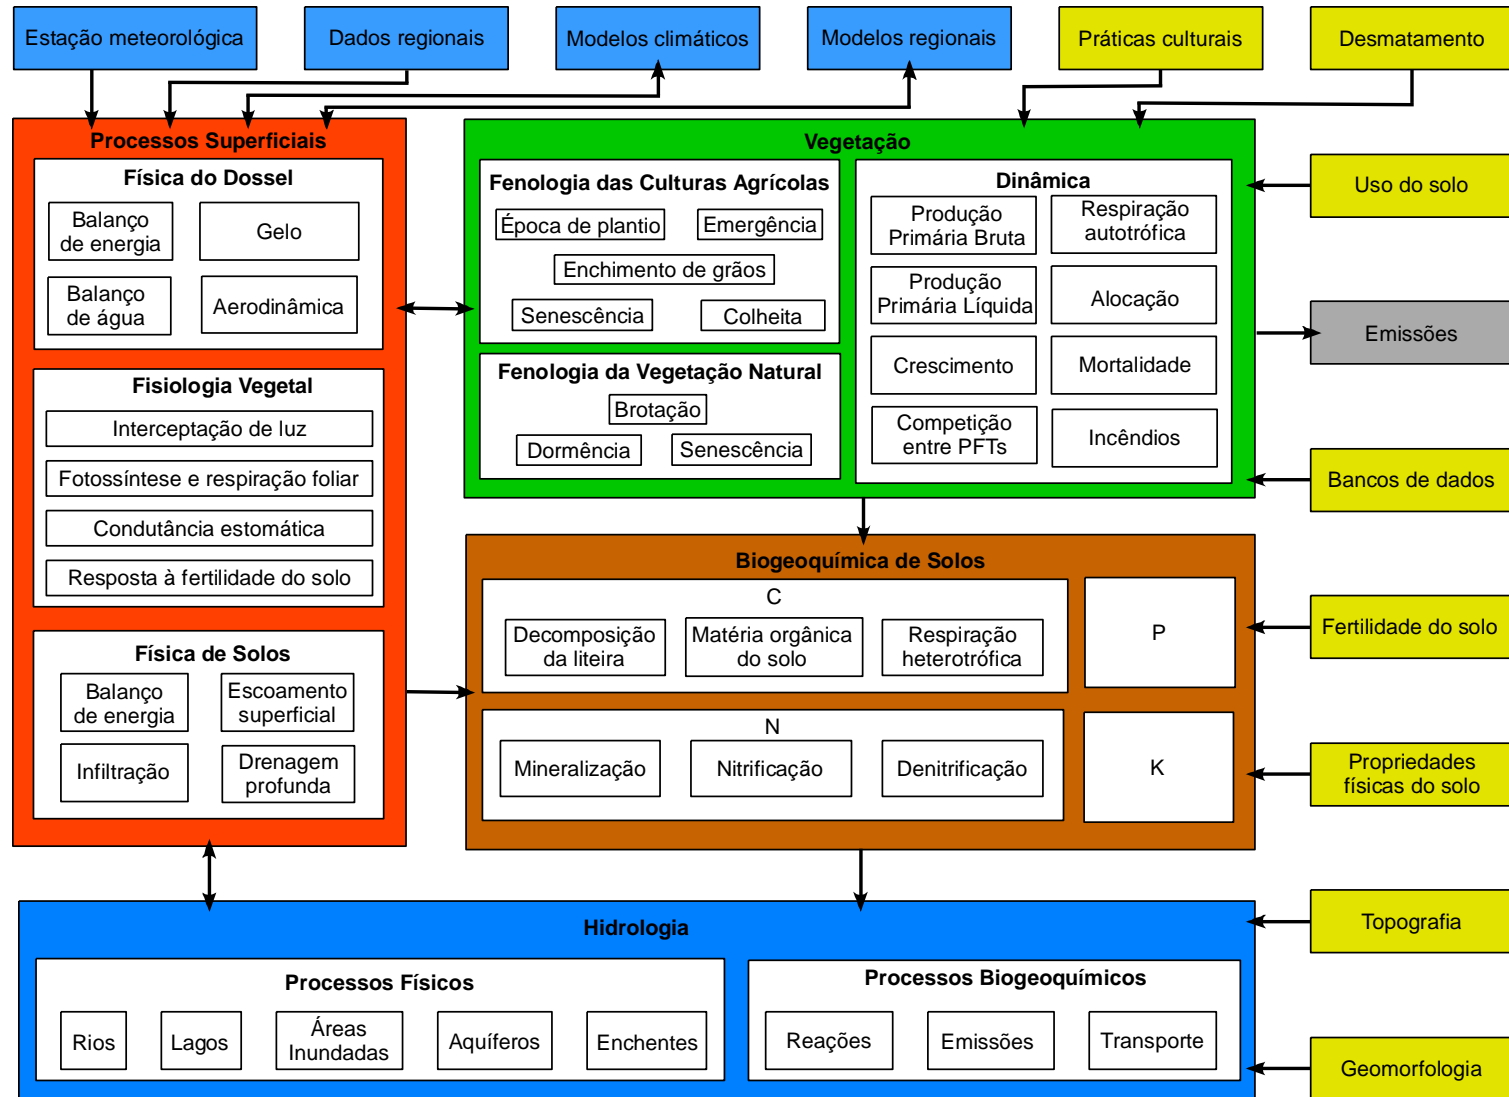 Estação meteorológica
Dados regionais
Modelos climáticos
Modelos regionais
Práticas culturais
Desmatamento
Processos Superficiais
Física do Dossel
Balanço
de energia
Gelo
Balanço
de água
Aerodinâmica
Fisiologia Vegetal
Interceptação de luz
Fotossíntese e respiração foliar
Condutância estomática
Resposta à fertilidade do solo
Física de Solos
Balanço
de energia
Escoamento
superficial
Infiltração
Drenagem
profunda
Vegetação
Fenologia das Culturas Agrícolas
Época de plantio
Emergência
Enchimento de grãos
Senescência
Colheita
Fenologia da Vegetação Natural
Brotação
Dormência
Senescência
Dinâmica
Produção
Primária Bruta
Respiração
autotrófica
Produção
Primária Líquida
Alocação
Crescimento
Mortalidade
Competição
entre PFTs
Incêndios
Uso do solo
Emissões
Bancos de dados
Biogeoquímica de Solos
C
Decomposição
da liteira
Matéria orgânica
do solo
Respiração
heterotrófica
P
N
Mineralização
Nitrificação
Denitrificação
K
Fertilidade do solo
Propriedades
físicas do solo
Hidrologia
Processos Físicos
Rios
Lagos
Áreas
Inundadas
Aquíferos
Enchentes
Processos Biogeoquímicos
Reações
Emissões
Transporte
Topografia
Geomorfologia